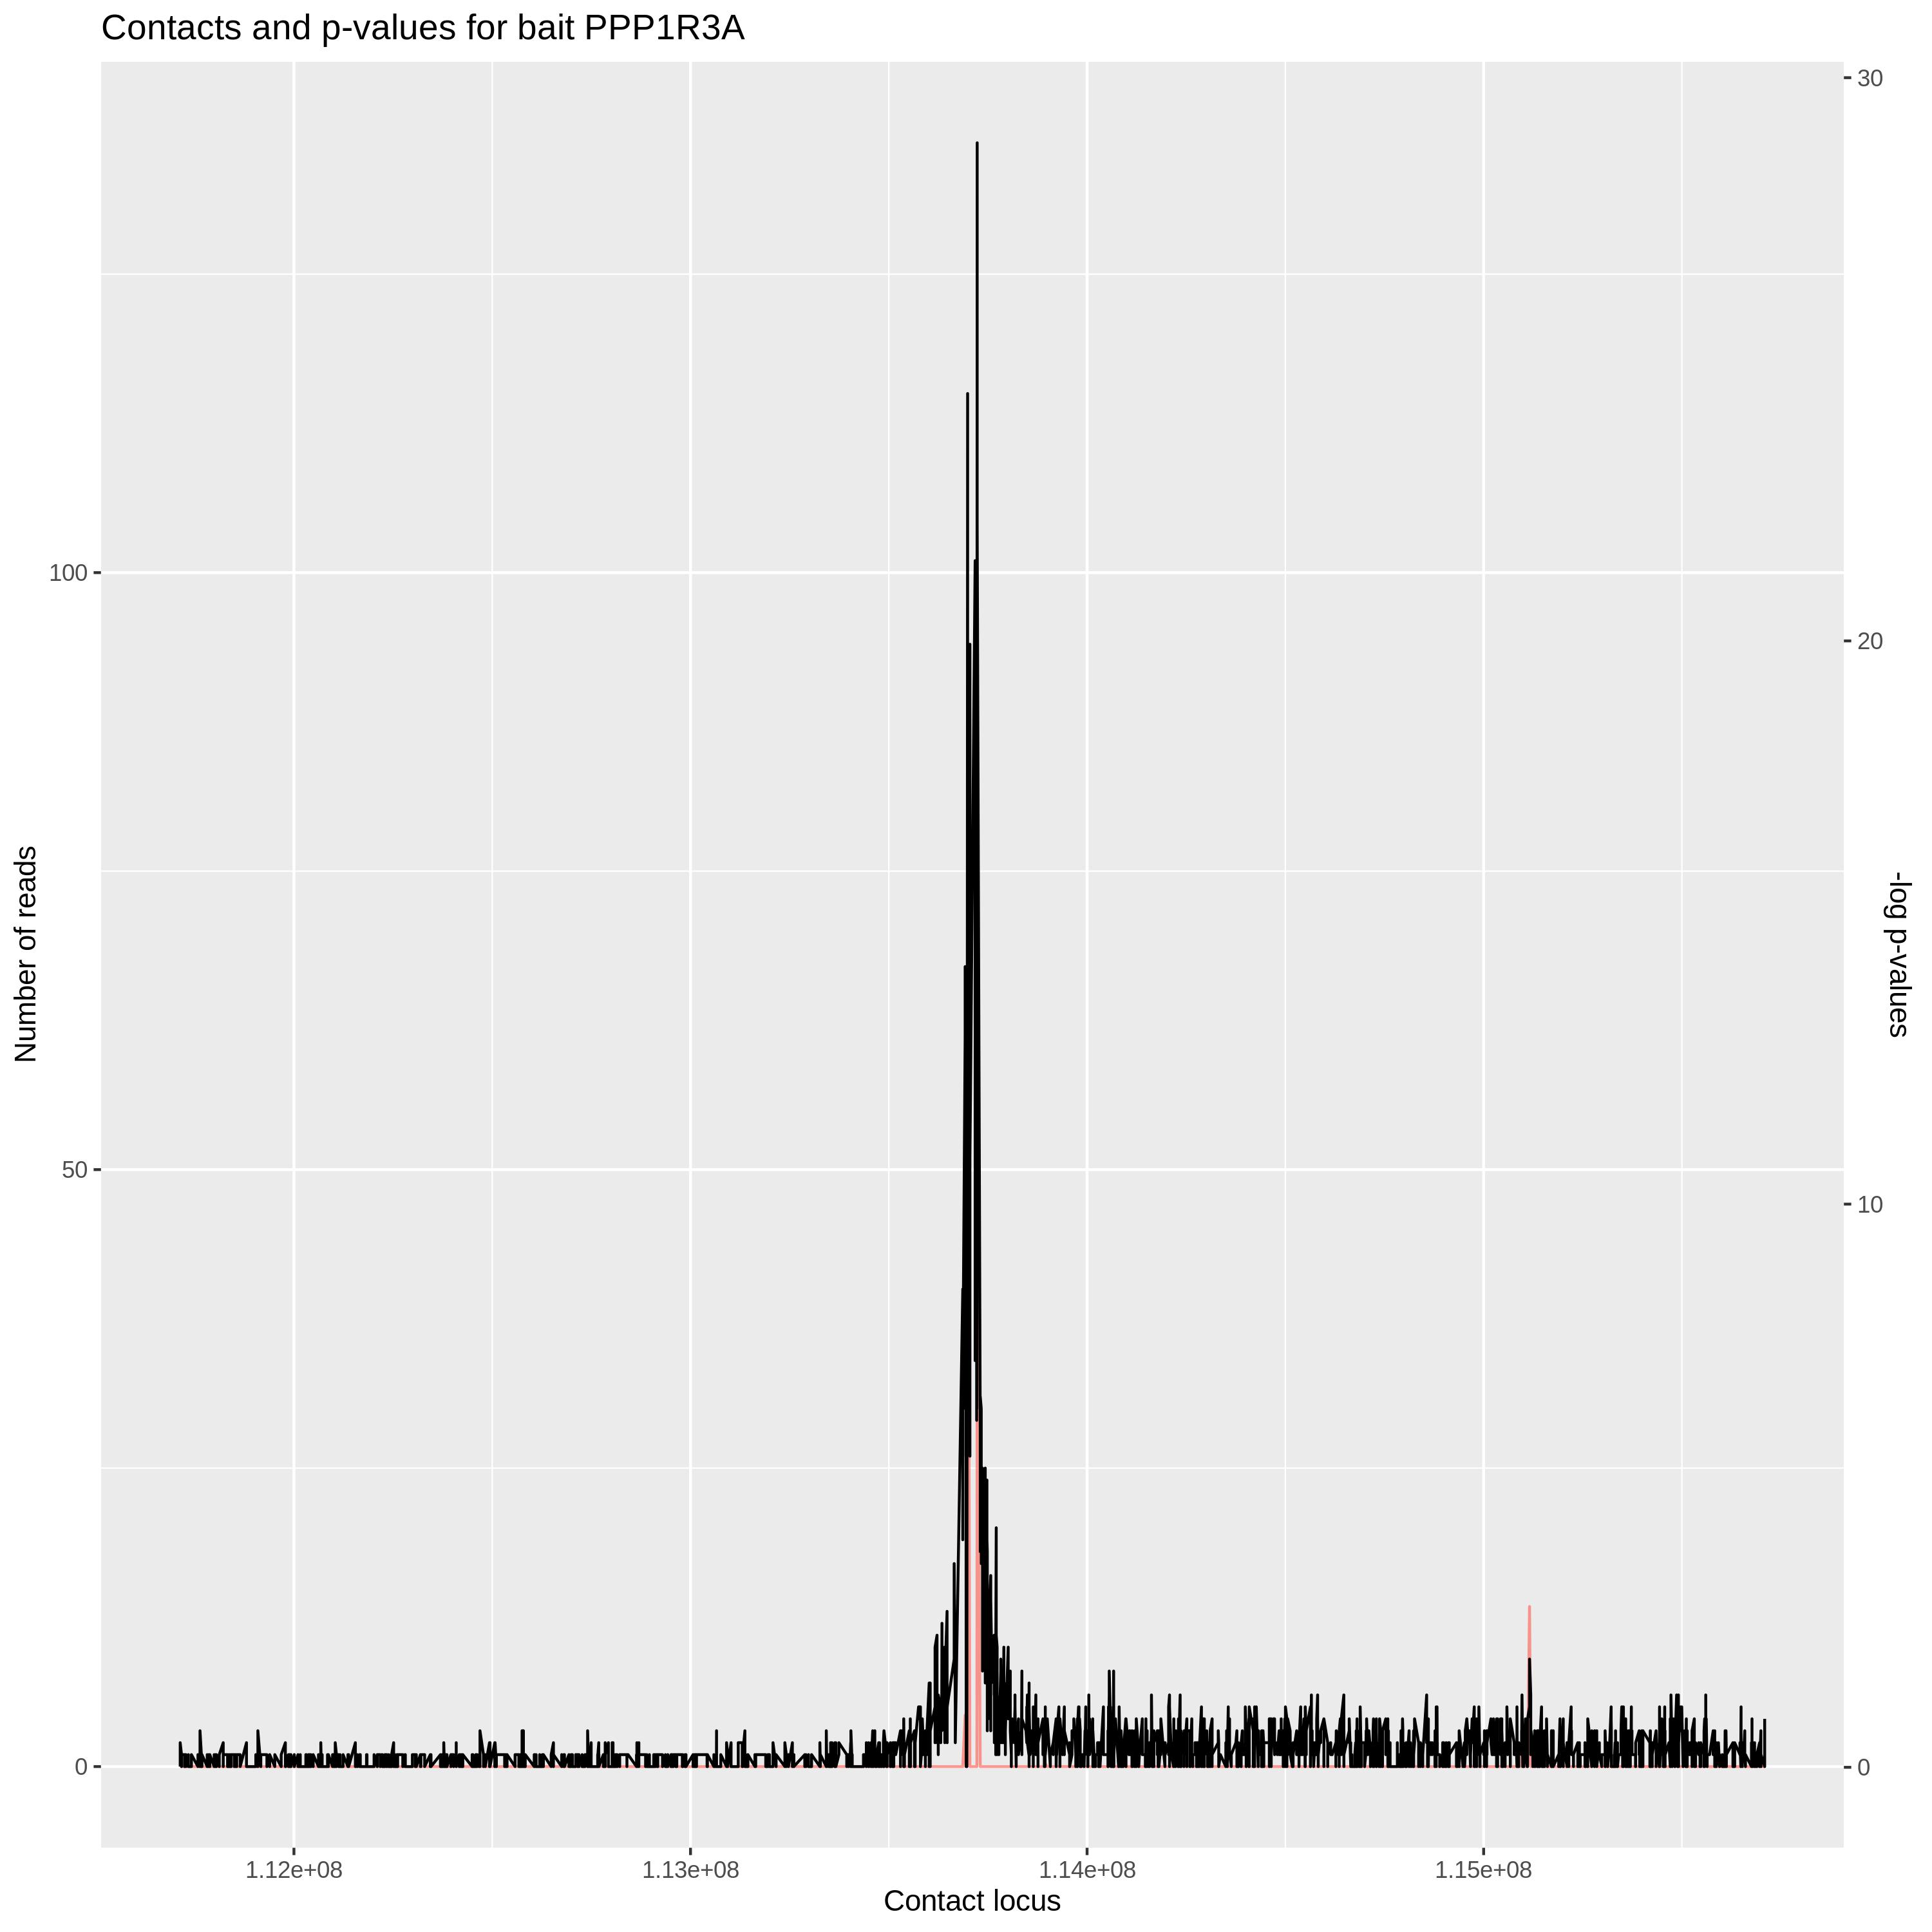 Contacts and p-values for bait PPP1R3A
30
100
20
Number of reads
-log p-values
50
10
0
0
1.12e+08
1.13e+08
1.14e+08
1.15e+08
Contact locus